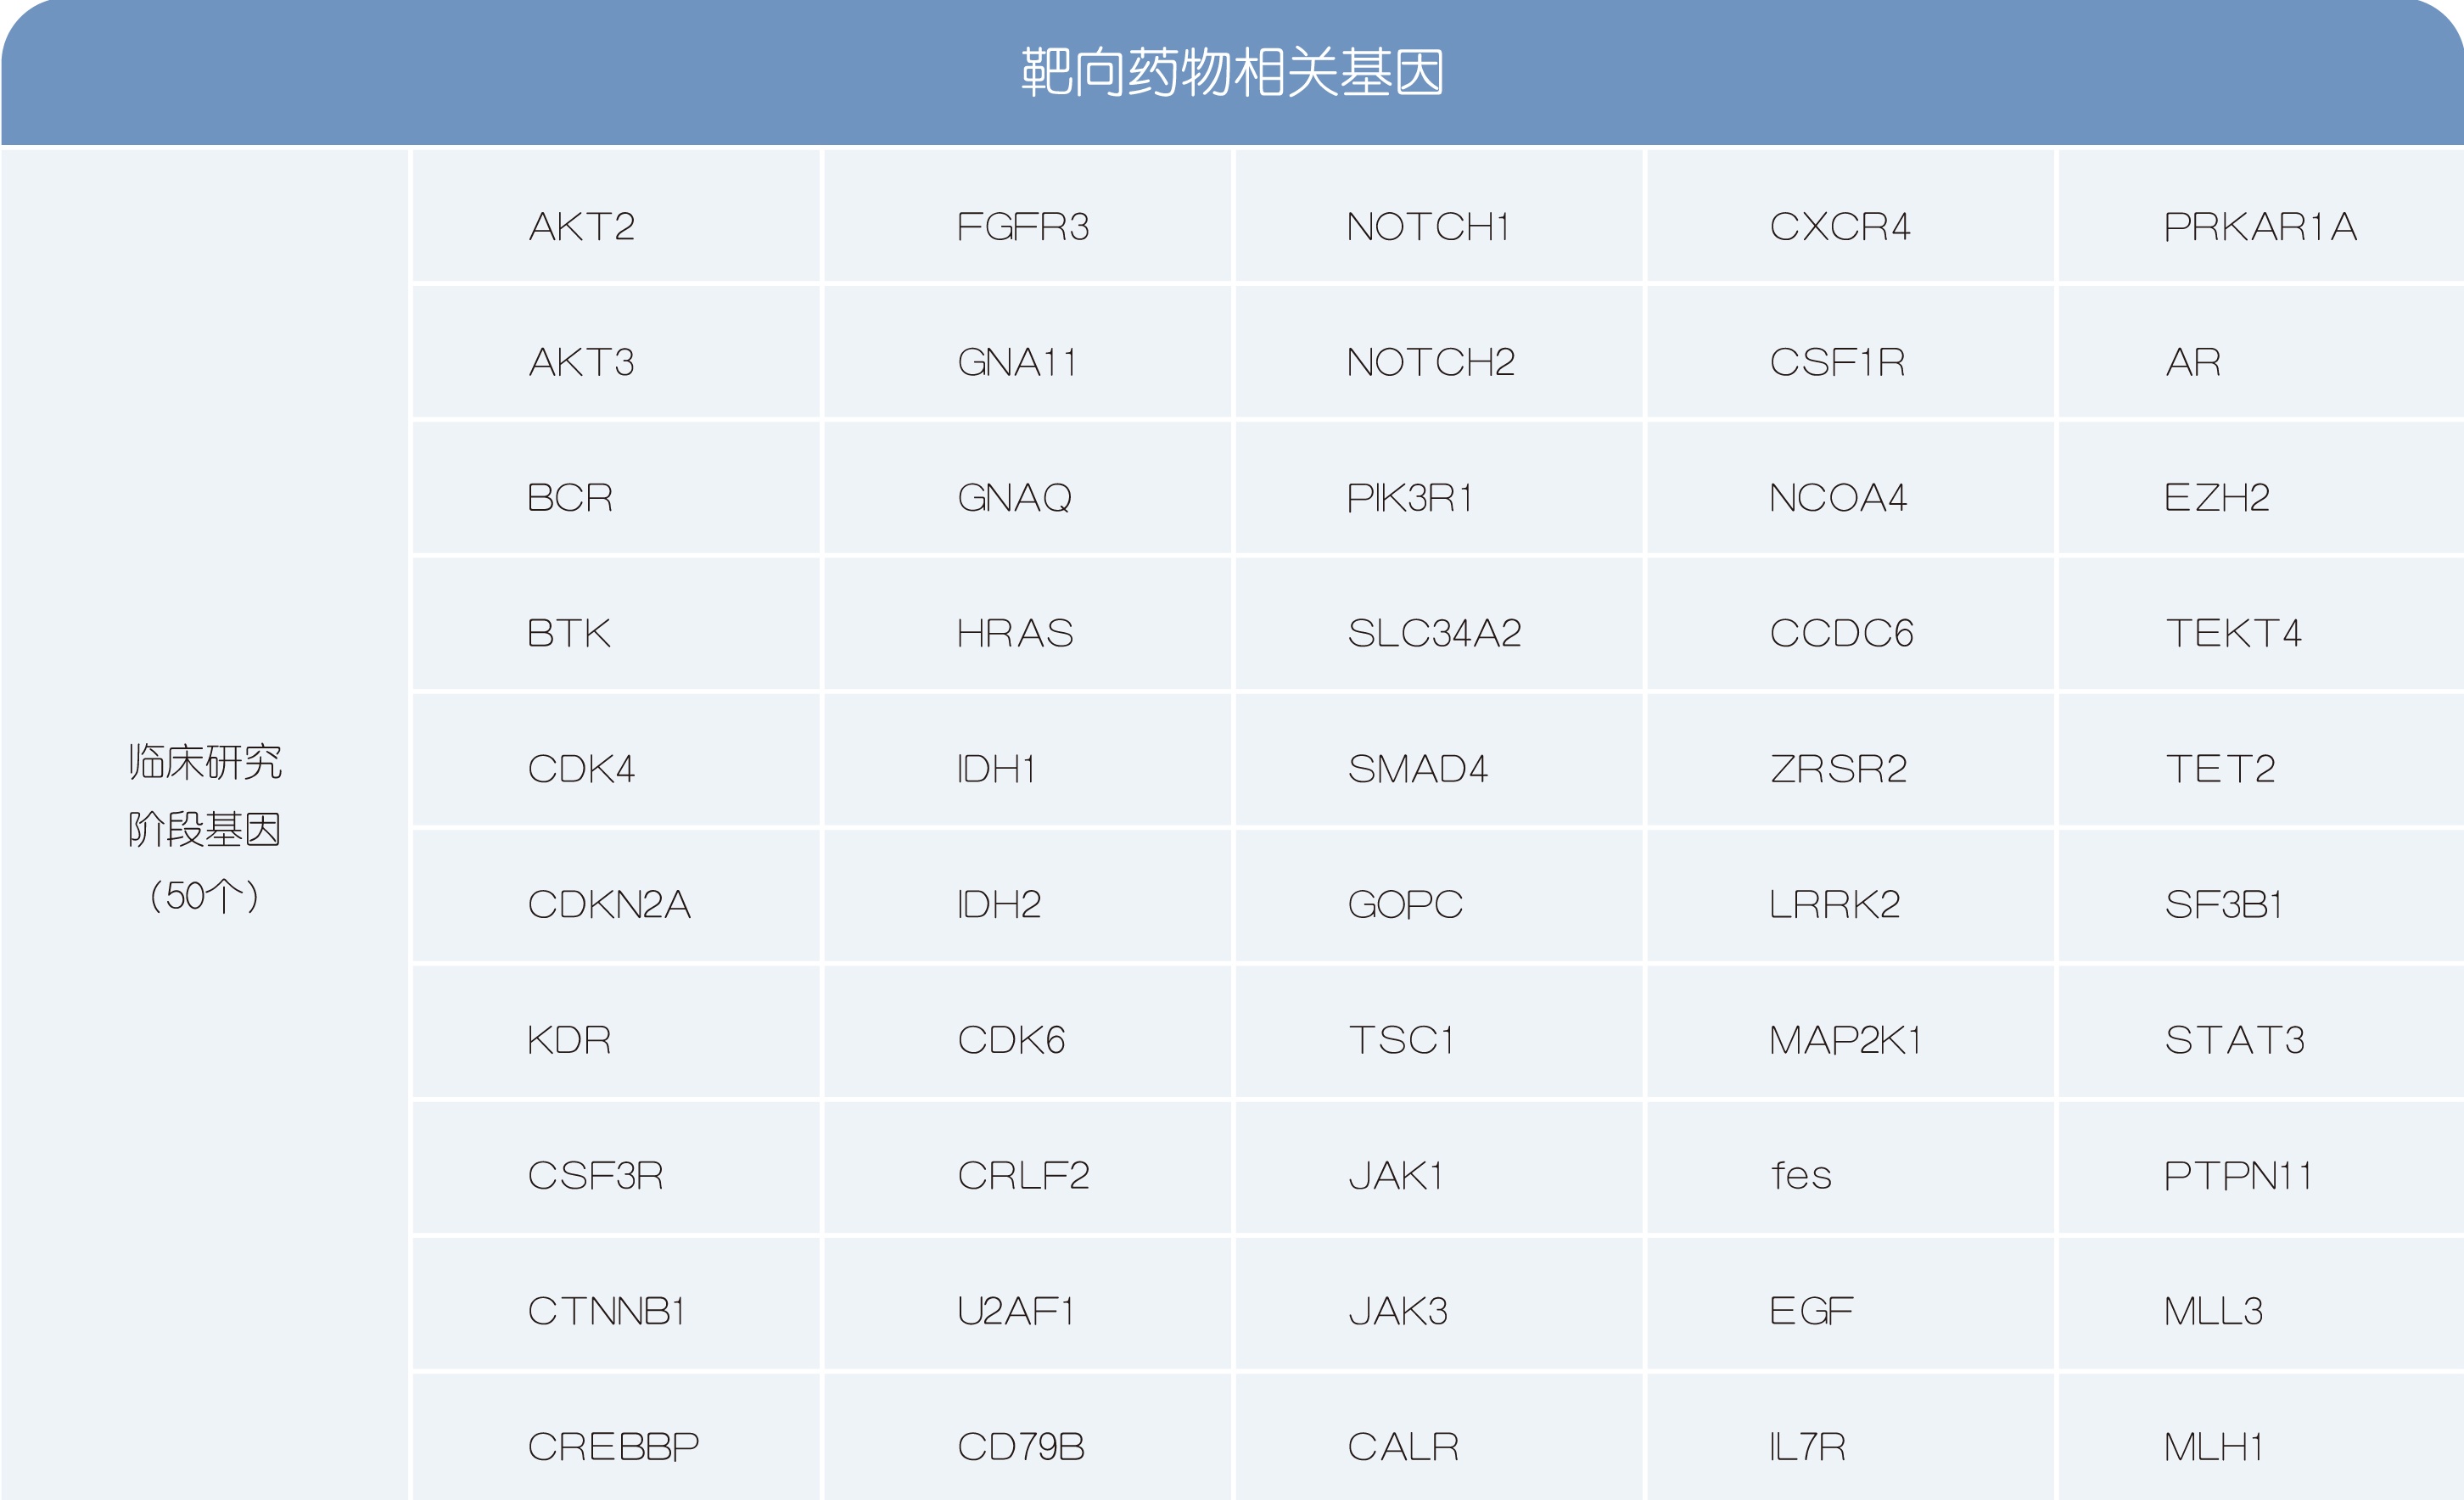 靶向药物相关基因
临床研究
阶段基因
（50个）
AKT2 FGFR3 NOTCH1 CXCR4 PRKAR1A
AKT3 GNA11 NOTCH2 CSF1R AR
BCR GNAQ PIK3R1 NCOA4 EZH2
BTK HRAS SLC34A2 CCDC6 TEKT4
CDK4 IDH1 SMAD4 ZRSR2 TET2
CDKN2A IDH2 GOPC LRRK2 SF3B1
KDR CDK6 TSC1 MAP2K1 STAT3
CSF3R CRLF2 JAK1 fes PTPN11
CTNNB1 U2AF1 JAK3 EGF MLL3
CREBBP CD79B CALR IL7R MLH1